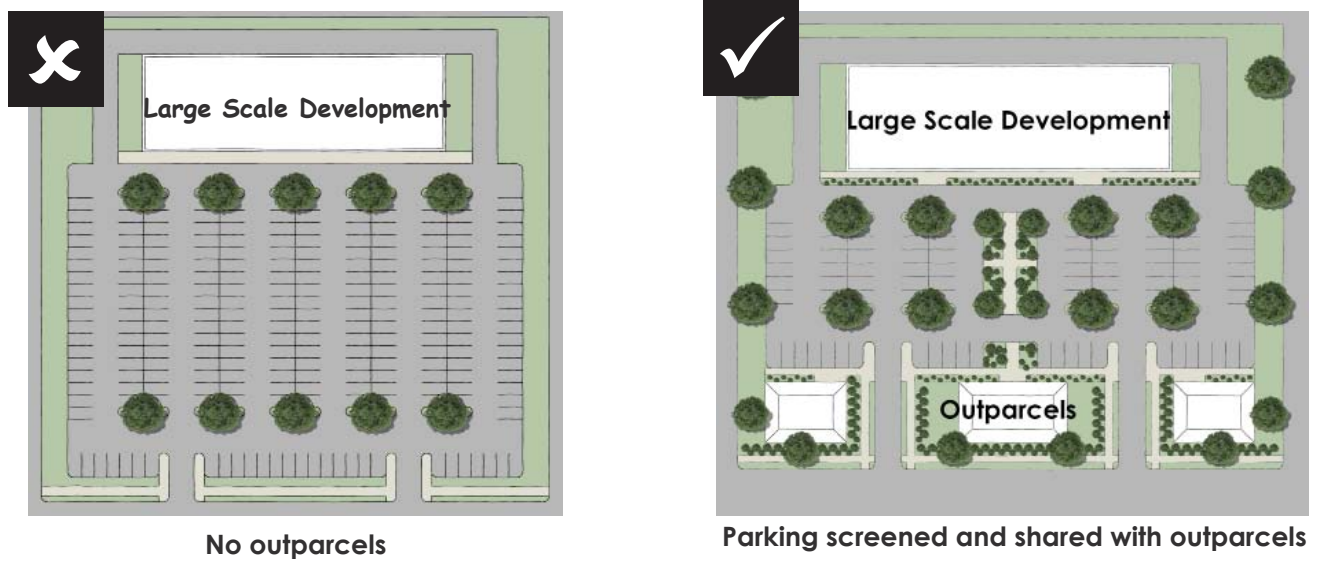 Large Scale Development
No outparcels
Large Scale Development
Outparcels
Parking screened and shared with outparcels